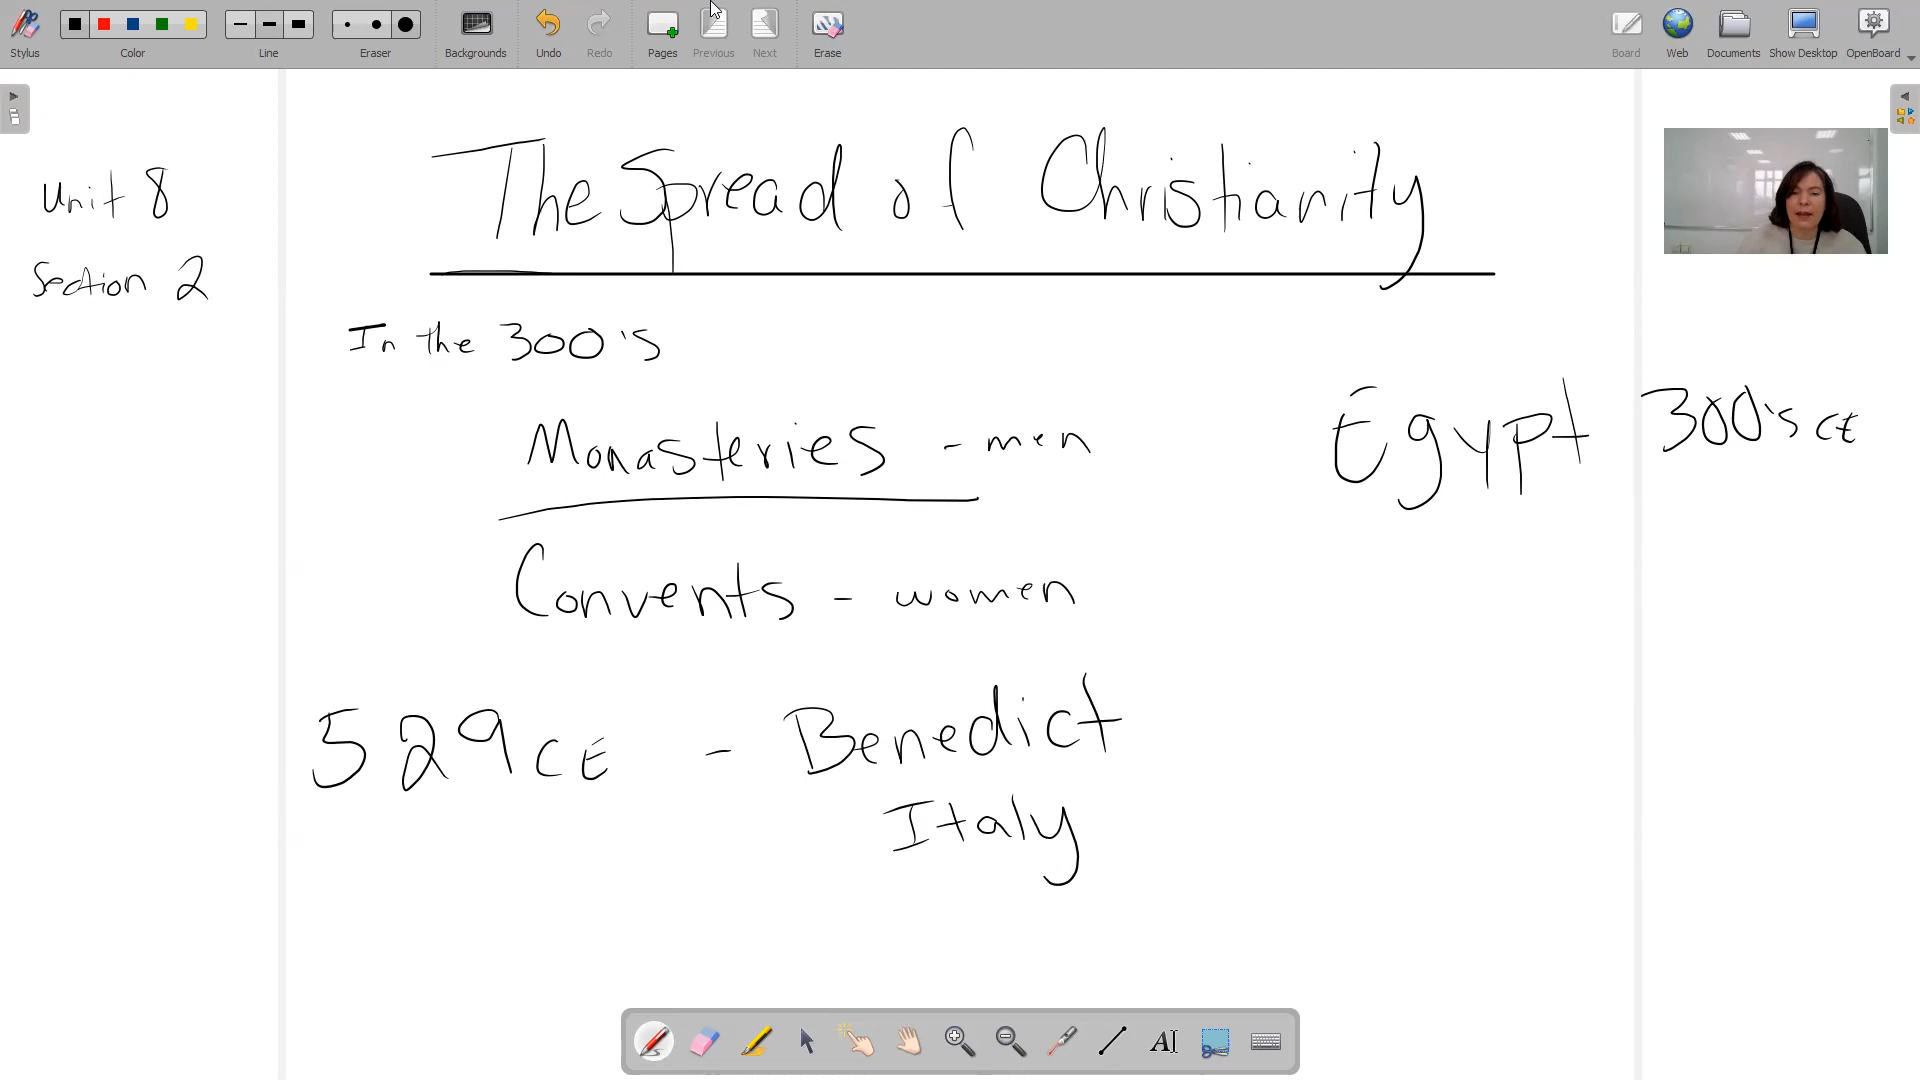 Stylus Color Line Eraser Backgrounds Undo Redo Pages Previous Next Erase Board Web Documents Show Desktop OpenBoard
Unit 8
Section 2
The Spread of Christianity
In the 300's
Monasteries - men
Egypt 300's CE
Convents - women
529 CE - Benedict
Italy
AI